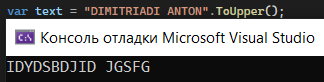 var text = "DIMITRIADI ANTON".ToUpper();
Консоль отладки Microsoft Visual Studio
IDYDSBDJID JGSFG